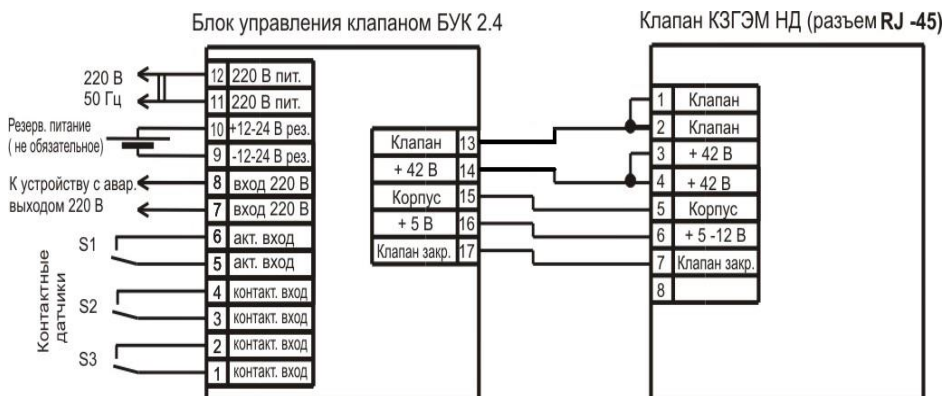 Блок управления клапаном БУК 2.4
Клапан КЗГЭМ НД (разъем RJ -45)
220 В
50 Гц
Резерв. питание
( не обязательное)
К устройству с авар.
выходом 220 В
Контактные
датчики
S1
S2
S3
12 220 В пит.
11 220 В пит.
10 +12-24 В рез.
9 -12-24 В рез.
8 вход 220 В
7 вход 220 В
6 акт. вход
5 акт. вход
4 контакт. вход
3 контакт. вход
2 контакт. вход
1 контакт. вход
Клапан 13
+ 42 В 14
Корпус 15
+ 5 В 16
Клапан закр. 17
1 Клапан
2 Клапан
3 + 42 В
4 + 42 В
5 Корпус
6 + 5 -12 В
7 Клапан закр.
8